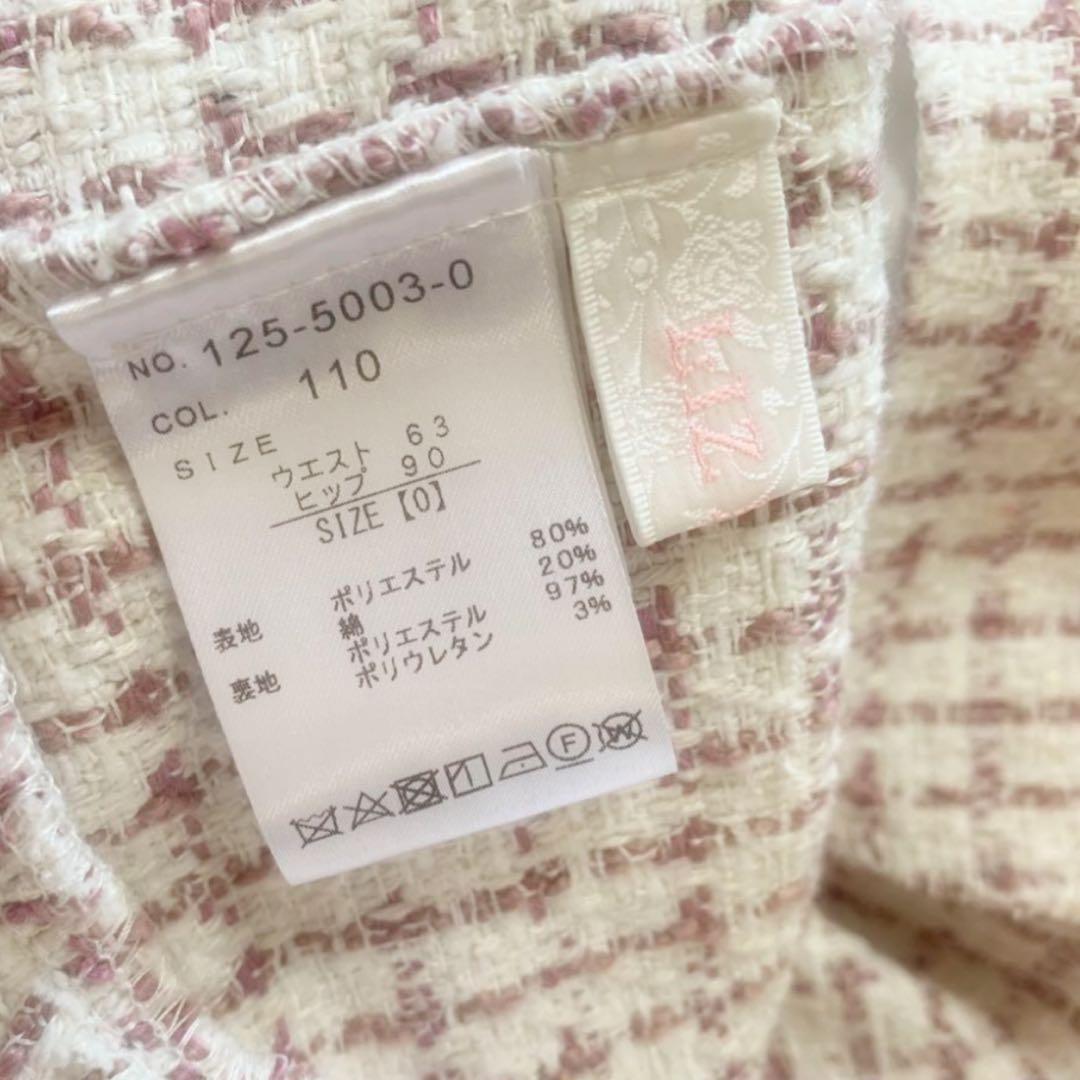 NO. 125-5003-0
COL. 110
SIZE
ウエスト 63
ヒップ 90
SIZE【0】
表地 ポリエステル 80%
綿 20%
裏地 ポリエステル 97%
ポリウレタン 3%
F
W
LIZ